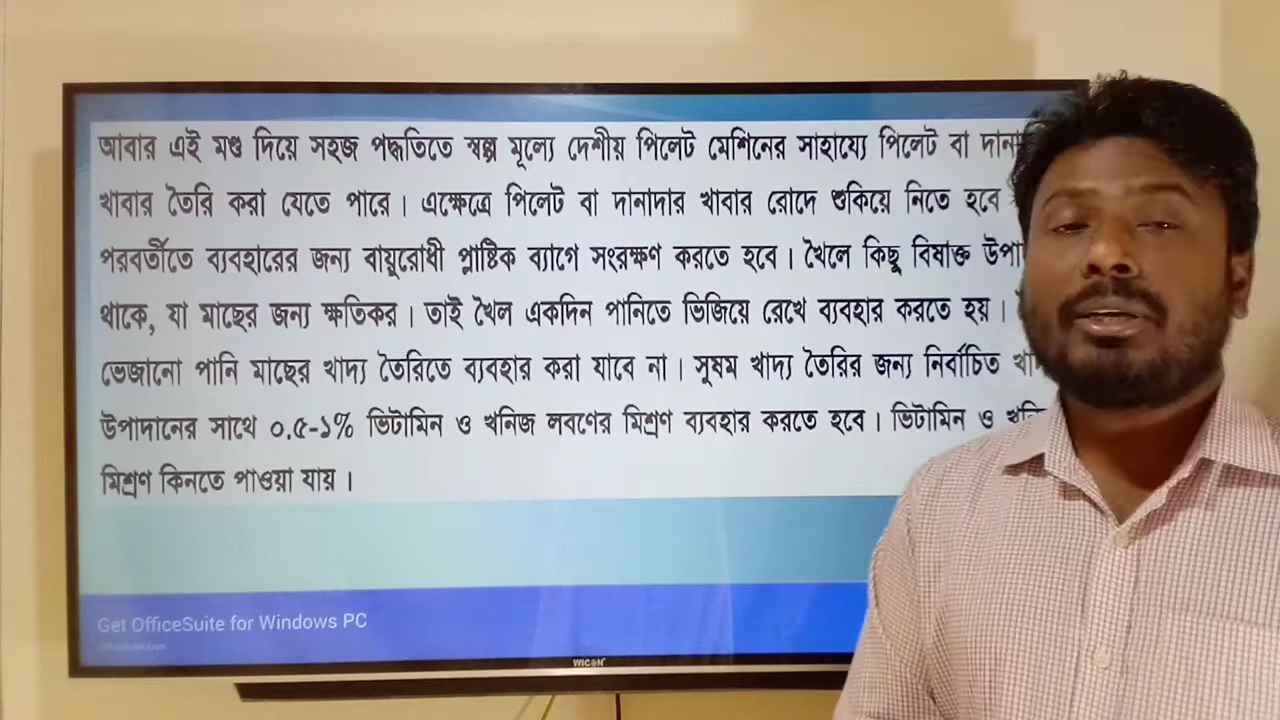 আবার এই মণ্ড দিয়ে সহজ পদ্ধতিতে স্বল্প মূল্যে দেশীয় পিলেট মেশিনের সাহায্যে পিলেট বা
খাবার তৈরি করা যেতে পারে। এক্ষেত্রে পিলেট বা দানাদার খাবার রোদে শুকিয়ে নিতে হবে
পরবর্তীতে ব্যবহারের জন্য বায়ুরোধী প্লাষ্টিক ব্যাগে সংরক্ষণ করতে হবে। খৈলে কিছু বিষাক্ত
থাকে, যা মাছের জন্য ক্ষতিকর। তাই খৈল একদিন পানিতে ভিজিয়ে রেখে ব্যবহার করতে হয়।
ভেজানো পানি মাছের খাদ্য তৈরিতে ব্যবহার করা যাবে না। সুষম খাদ্য তৈরির জন্য নির্বাচিত
উপাদানের সাথে ০.৫-১% ভিটামিন ও খনিজ লবণের মিশ্রণ ব্যবহার করতে হবে। ভিটামিন ও
মিশ্রণ কিনতে পাওয়া যায়।
Get OfficeSuite for Windows PC
WICON